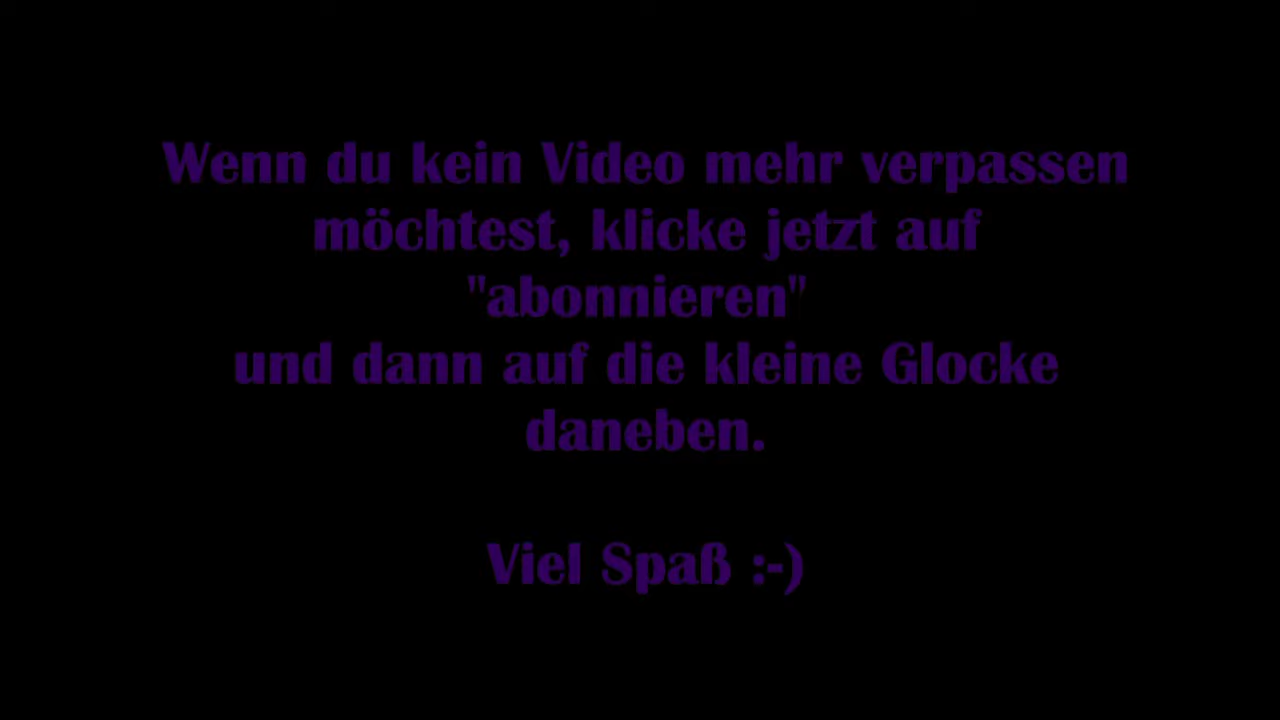 Wenn du kein Video mehr verpassen
möchtest, klicke jetzt auf
"abonnieren"
und dann auf die kleine Glocke
daneben.
Viel Spaß :-)